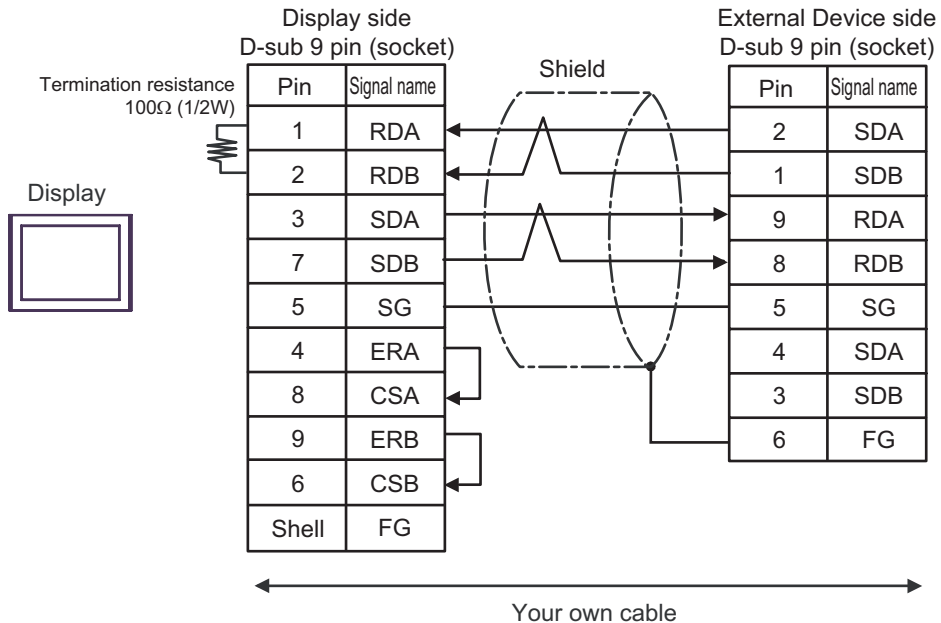 Display side
D-sub 9 pin (socket)
External Device side
D-sub 9 pin (socket)
Termination resistance
100Ω (1/2W)
Shield
Display
Pin Signal name
1 RDA
2 RDB
3 SDA
7 SDB
5 SG
4 ERA
8 CSA
9 ERB
6 CSB
Shell FG
Pin Signal name
2 SDA
1 SDB
9 RDA
8 RDB
5 SG
4 SDA
3 SDB
6 FG
Your own cable